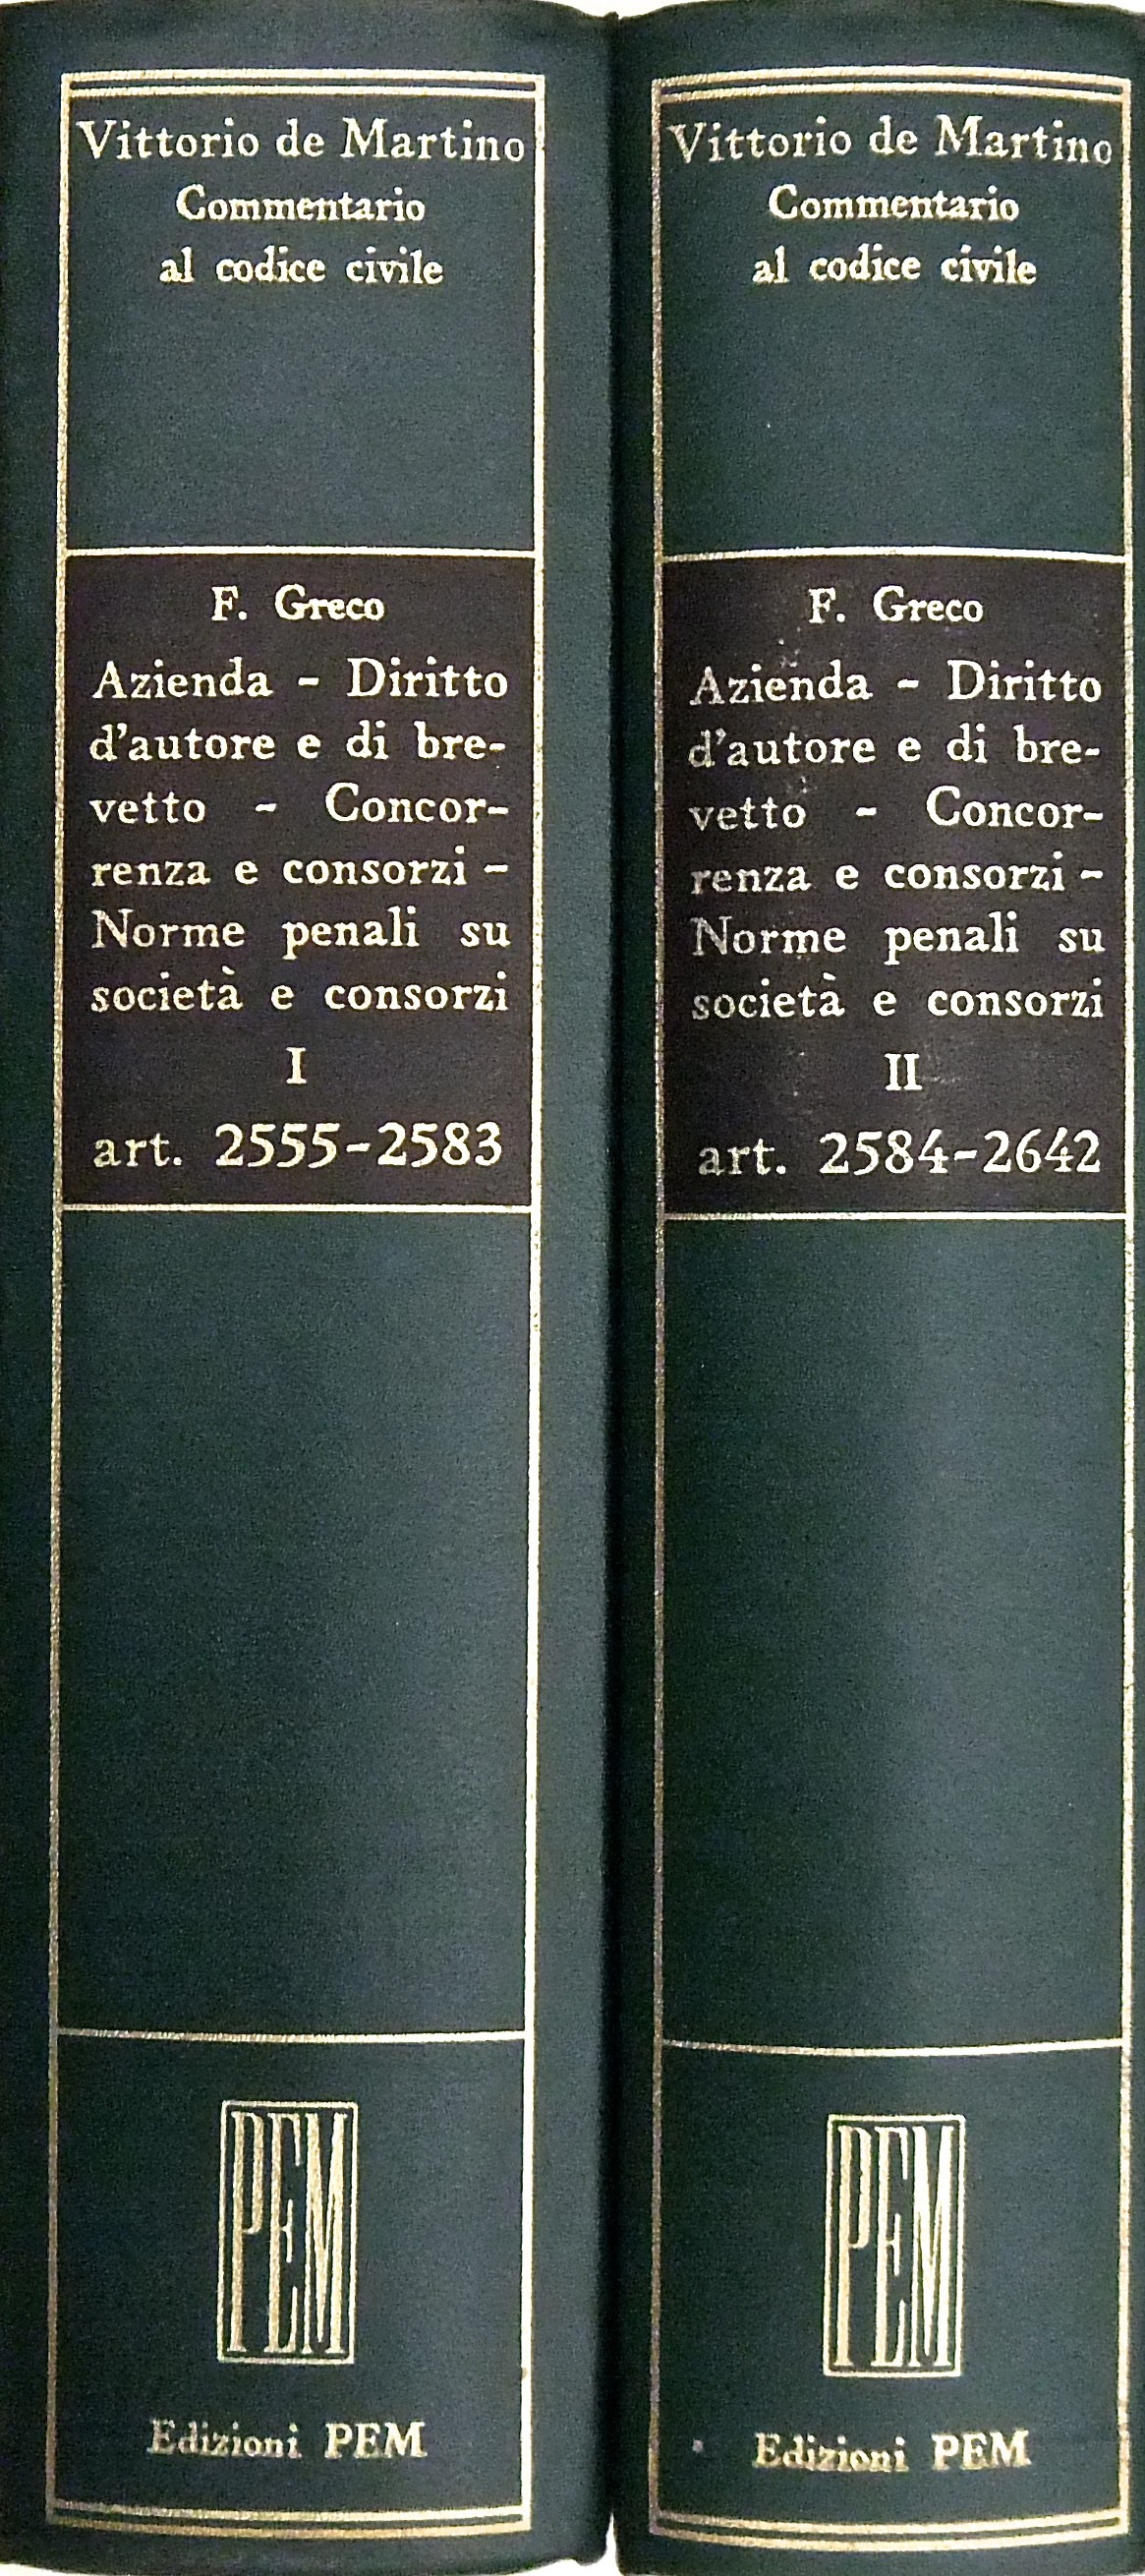 Vittorio de Martino
Commentario
al codice civile
F. Greco
Azienda - Diritto
d'autore e di bre-
vetto - Concor-
renza e consorzi -
Norme penali su
società e consorzi
I
art. 2555-2583
PEM
Edizioni PEM
Vittorio de Martino
Commentario
al codice civile
F. Greco
Azienda - Diritto
d'autore e di bre-
vetto - Concor-
renza e consorzi -
Norme penali su
società e consorzi
II
art. 2584-2642
PEM
Edizioni PEM